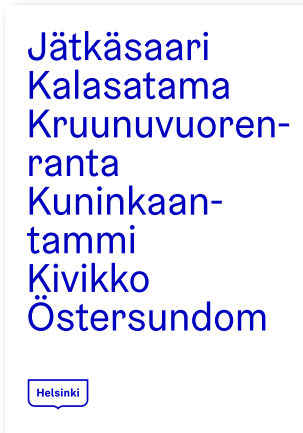 Jätkäsaari
Kalasatama
Kruunuvuoren-
ranta
Kuninkaan-
tammi
Kivikko
Östersundom
Helsinki